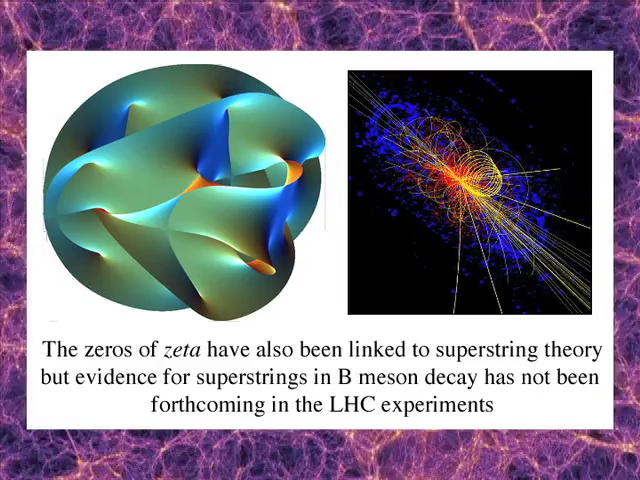 The zeros of zeta have also been linked to superstring theory
but evidence for superstrings in B meson decay has not been
forthcoming in the LHC experiments